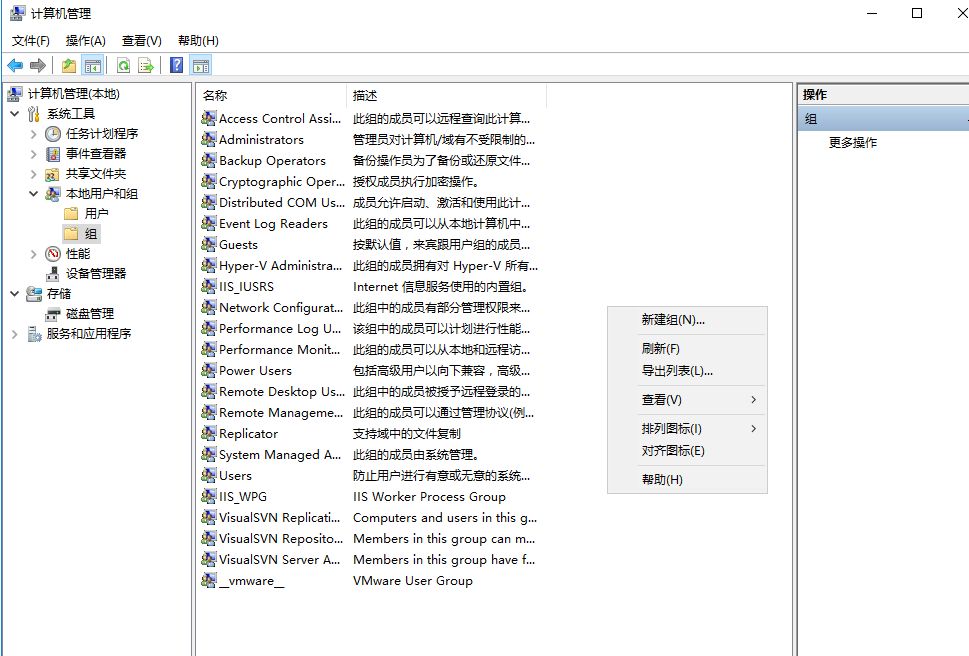 计算机管理
文件(F) 操作(A) 查看(V) 帮助(H)
计算机管理(本地)
系统工具
任务计划程序
事件查看器
共享文件夹
本地用户和组
用户
组
性能
设备管理器
存储
磁盘管理
服务和应用程序
名称 描述
Access Control Assi... 此组的成员可以远程查询此计算...
Administrators 管理员对计算机/域有不受限制的...
Backup Operators 备份操作员为了备份或还原文件...
Cryptographic Oper... 授权成员执行加密操作。
Distributed COM Us... 成员允许启动、激活和使用此计...
Event Log Readers 此组的成员可以从本地计算机中...
Guests 按默认值，来宾跟用户组的成员...
Hyper-V Administra... 此组的成员拥有对 Hyper-V 所有...
IIS_IUSRS Internet 信息服务使用的内置组。
Network Configurat... 此组中的成员有部分管理权限来...
Performance Log U... 该组中的成员可以计划进行性能...
Performance Monit... 此组的成员可以从本地和远程访...
Power Users 包括高级用户以向下兼容，高级...
Remote Desktop Us... 此组中的成员被授予远程登录的...
Remote Manageme... 此组的成员可以通过管理协议(例...
Replicator 支持域中的文件复制
System Managed A... 此组的成员由系统管理。
Users 防止用户进行有意或无意的系统...
IIS_WPG IIS Worker Process Group
VisualSVN Replicati... Computers and users in this g...
VisualSVN Reposito... Members in this group can m...
VisualSVN Server A... Members in this group have f...
__vmware__ VMware User Group
新建组(N)...
刷新(F)
导出列表(L)...
查看(V)
排列图标(I)
对齐图标(E)
帮助(H)
操作
组
更多操作